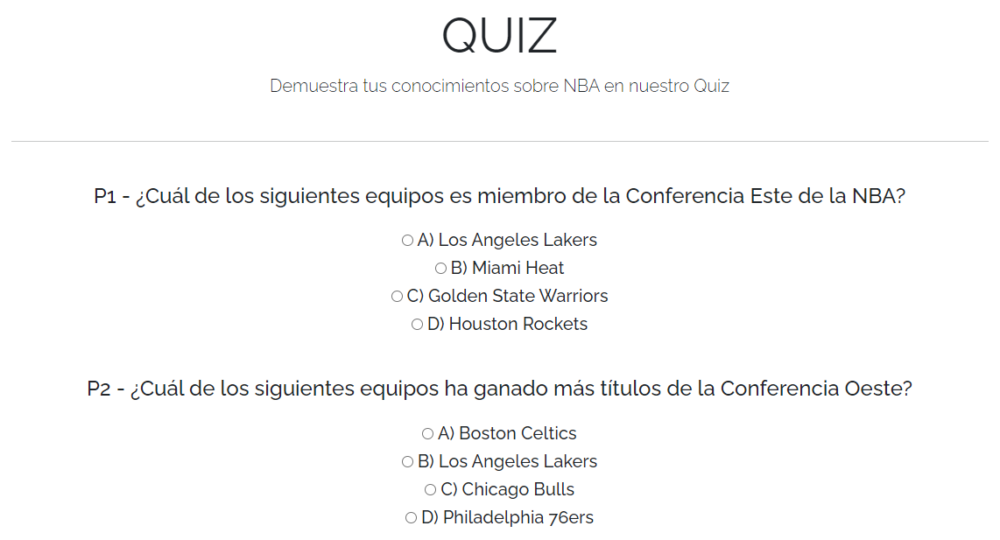 QUIZ
Demuestra tus conocimientos sobre NBA en nuestro Quiz
P1 - ¿Cuál de los siguientes equipos es miembro de la Conferencia Este de la NBA?
A) Los Angeles Lakers
B) Miami Heat
C) Golden State Warriors
D) Houston Rockets
P2 - ¿Cuál de los siguientes equipos ha ganado más títulos de la Conferencia Oeste?
A) Boston Celtics
B) Los Angeles Lakers
C) Chicago Bulls
D) Philadelphia 76ers